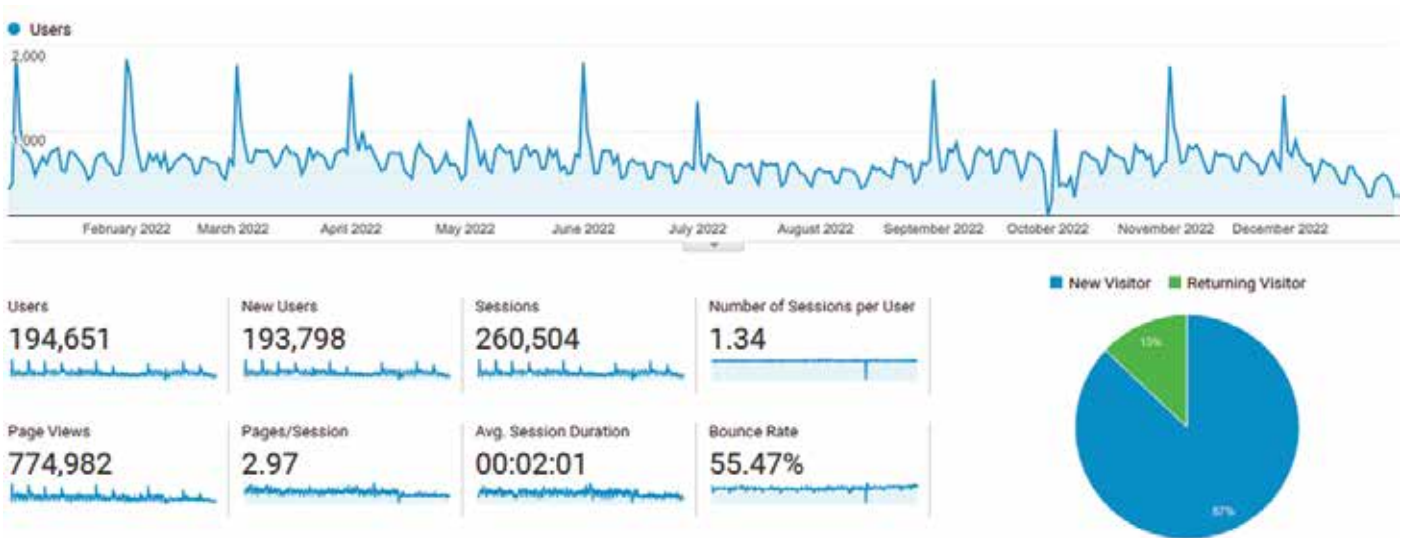 Users
2,000
1,000
February 2022 March 2022 April 2022 May 2022 June 2022 July 2022 August 2022 September 2022 October 2022 November 2022 December 2022
New Visitor Returning Visitor
Users New Users Sessions Number of Sessions per User
194,651 193,798 260,504 1.34
13%
Page Views Pages/Session Avg. Session Duration Bounce Rate
774,982 2.97 00:02:01 55.47%
87%